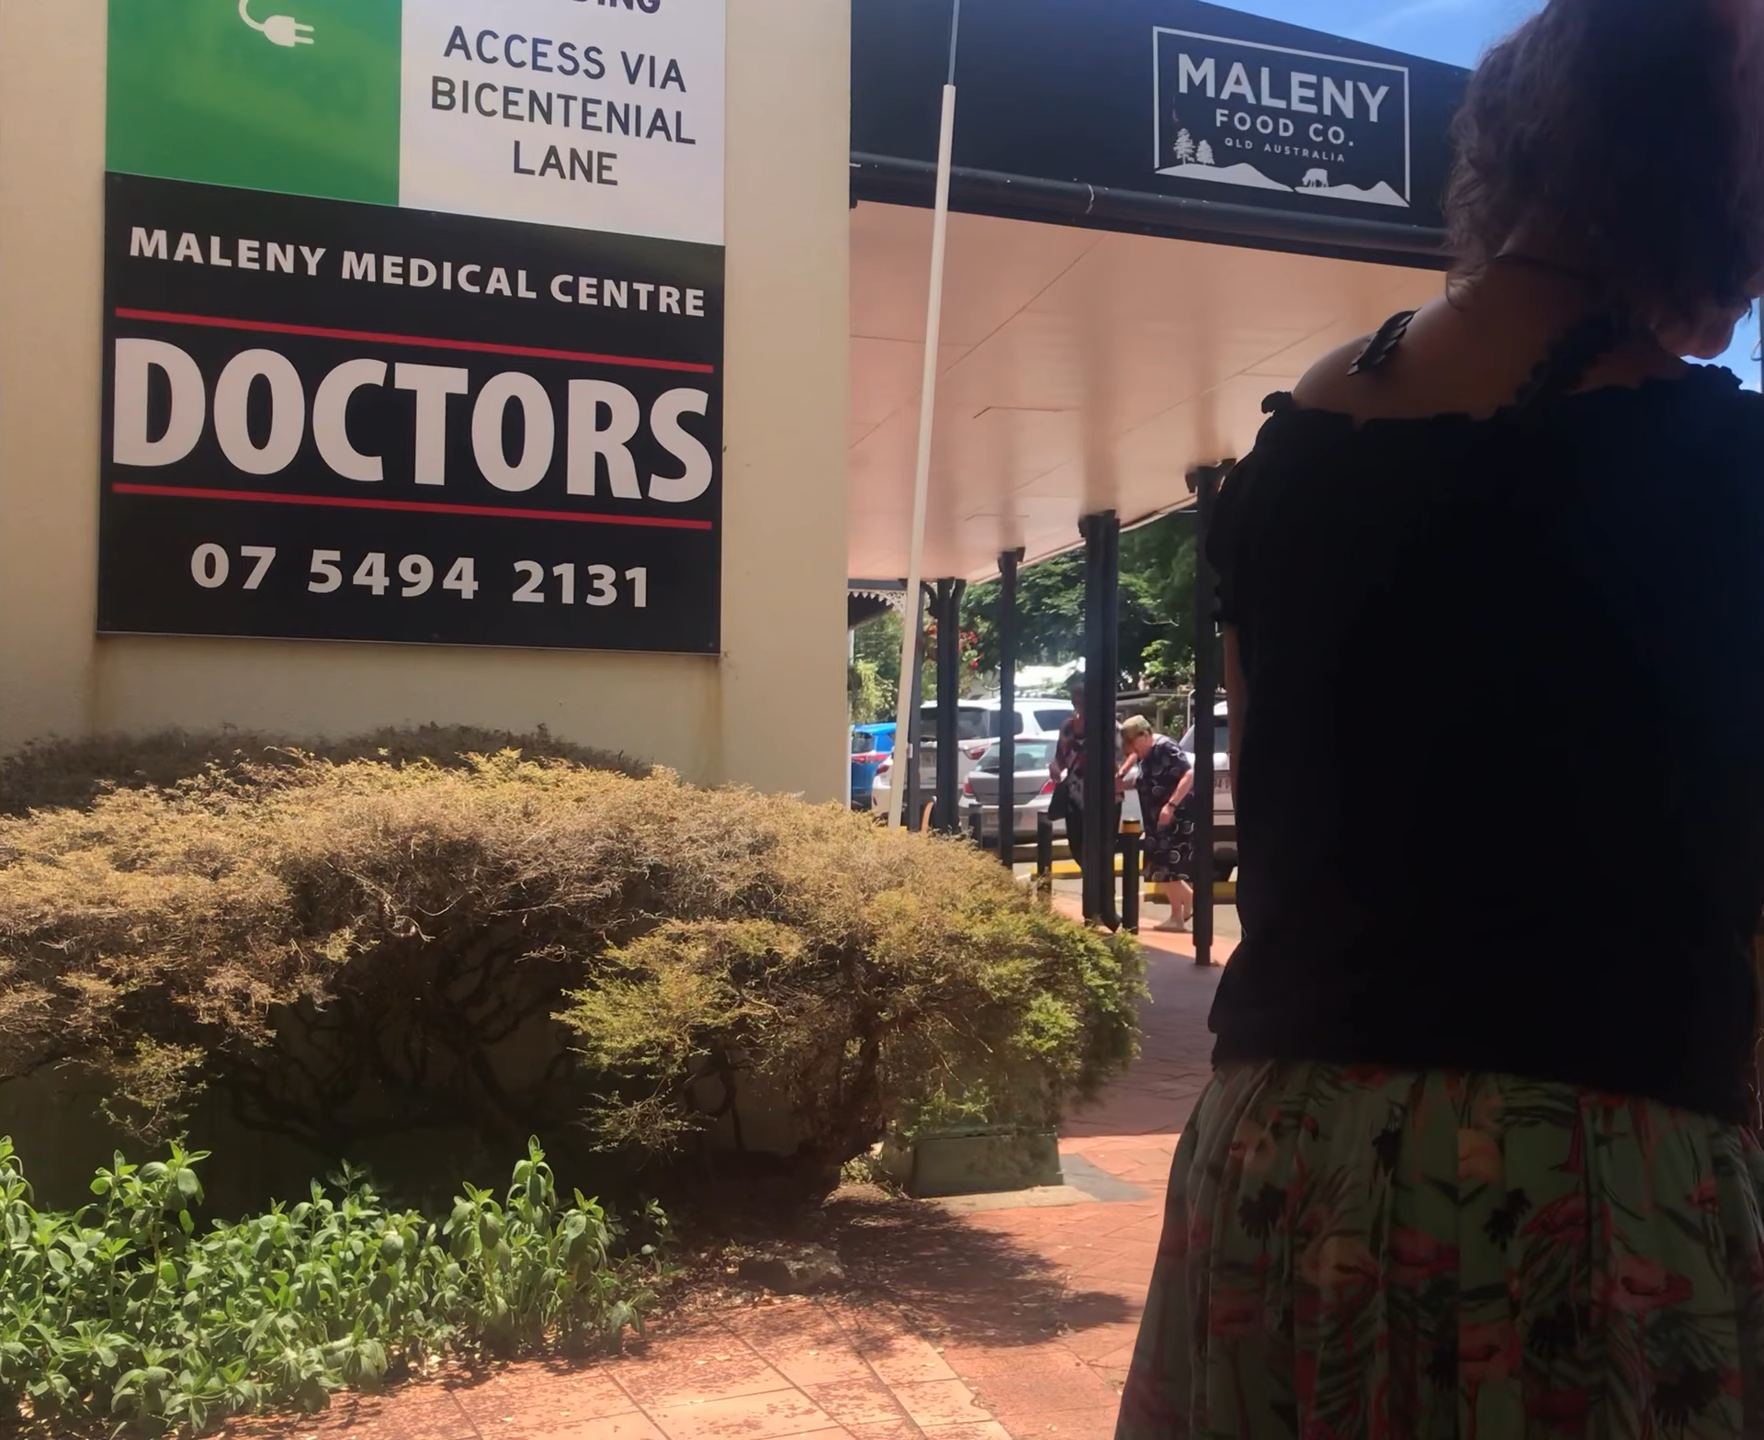 ACCESS VIA
BICENTENIAL
LANE
MALENY MEDICAL CENTRE
DOCTORS
07 5494 2131
MALENY
FOOD CO.
QLD AUSTRALIA